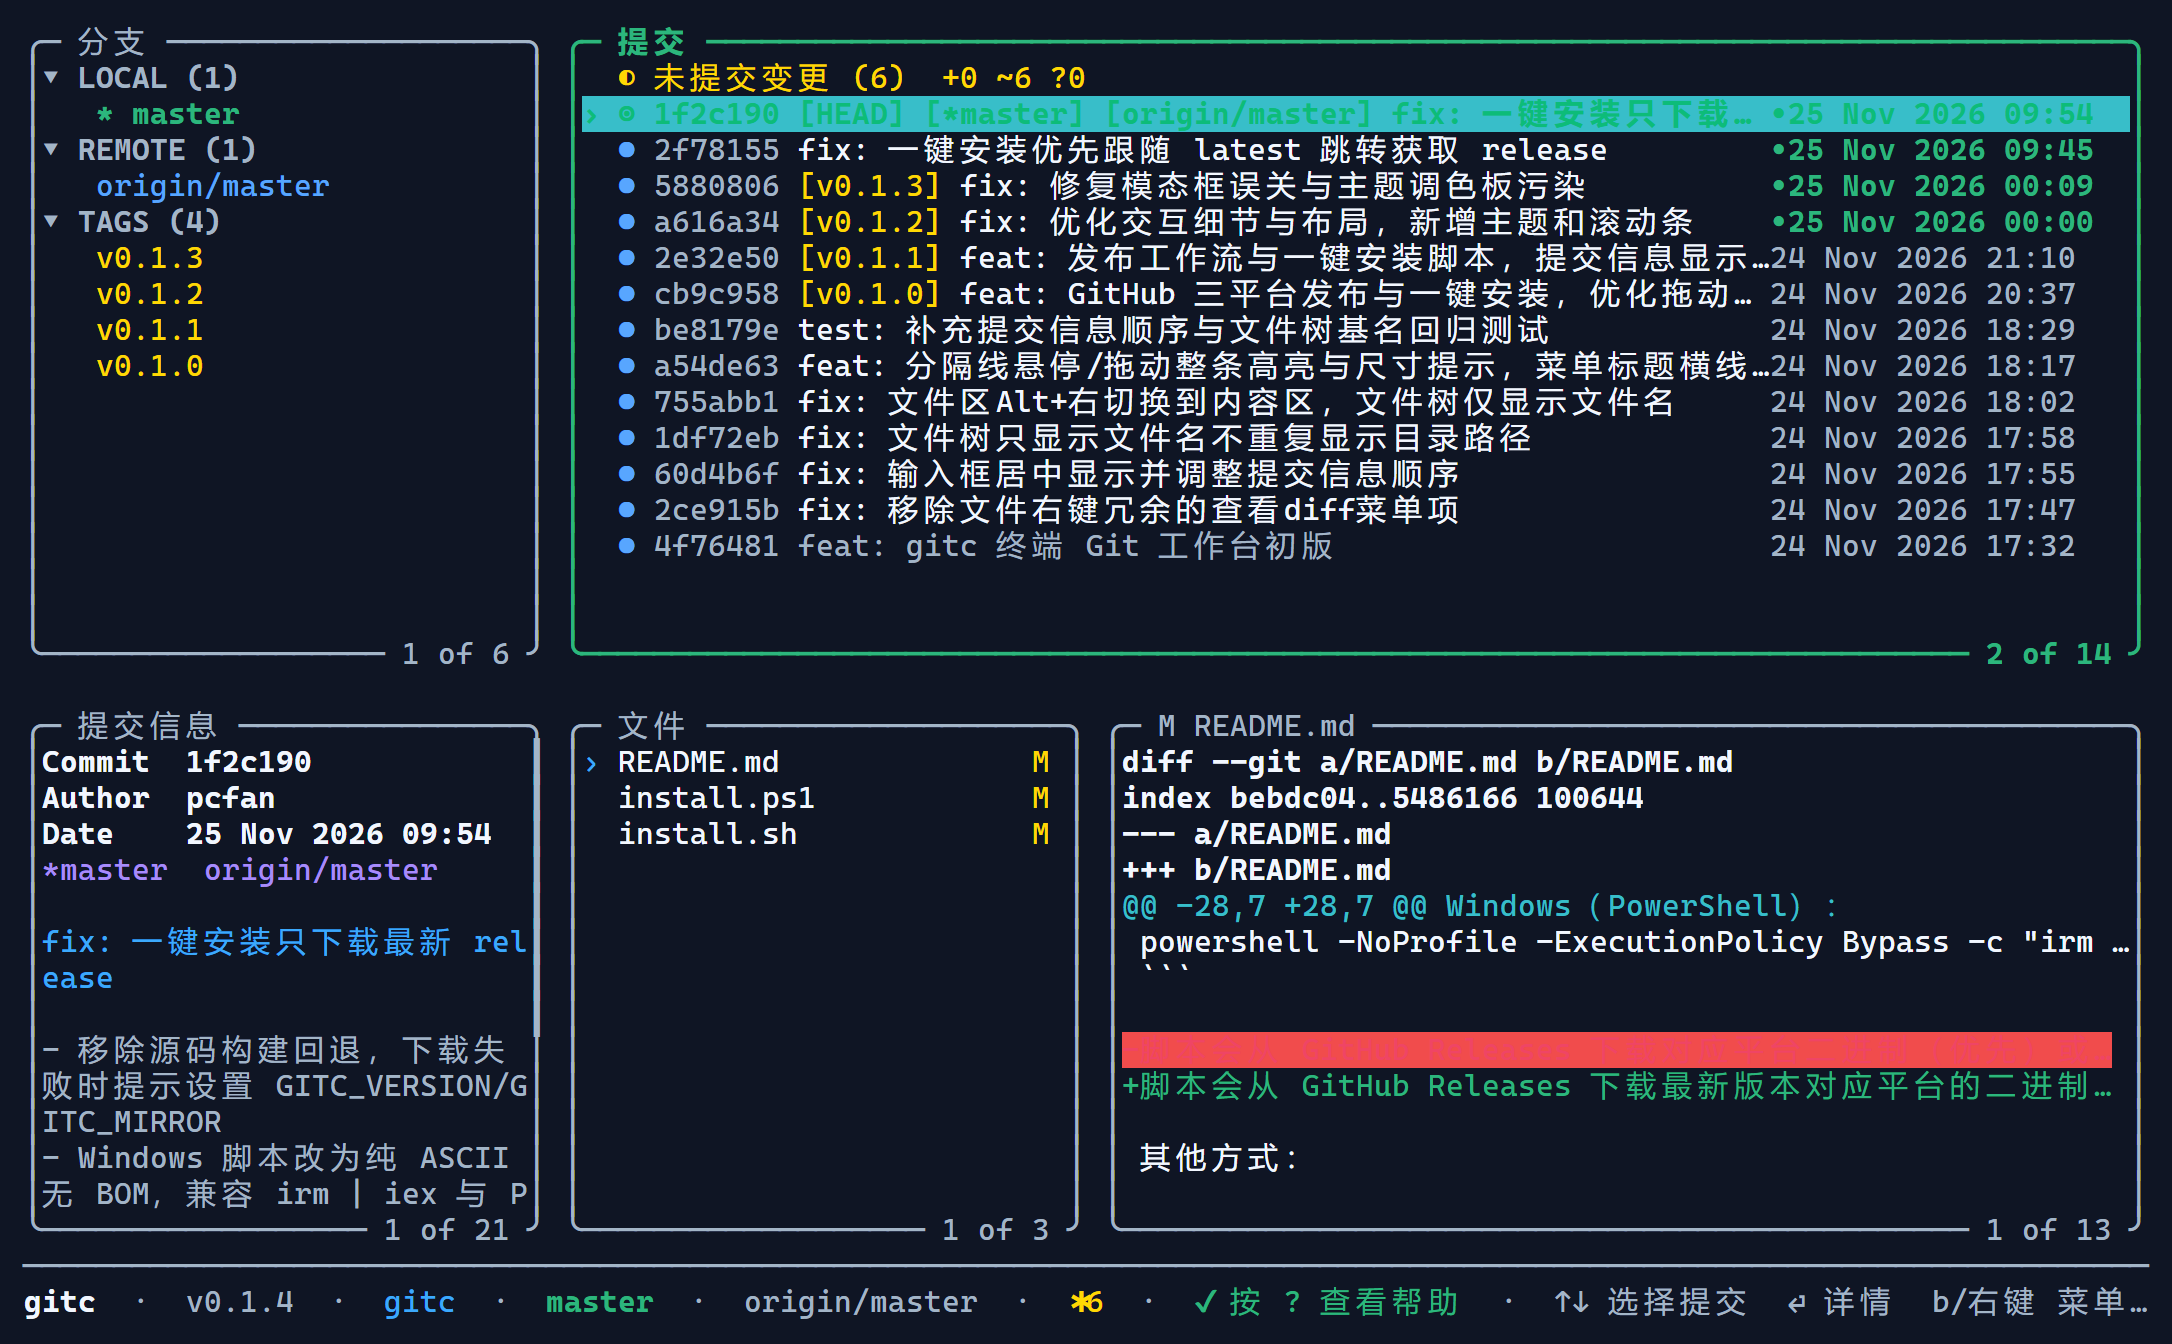 分支
▼ LOCAL (1)
* master
▼ REMOTE (1)
origin/master
▼ TAGS (4)
v0.1.3
v0.1.2
v0.1.1
v0.1.0
1 of 6
提交
◐ 未提交变更 (6) +0 ~6 ?0
› ⊙ 1f2c190 [HEAD] [*master] [origin/master] fix: 一键安装只下载… •25 Nov 2026 09:54
● 2f78155 fix: 一键安装优先跟随 latest 跳转获取 release •25 Nov 2026 09:45
● 5880806 [v0.1.3] fix: 修复模态框误关与主题调色板污染 •25 Nov 2026 00:09
● a616a34 [v0.1.2] fix: 优化交互细节与布局，新增主题和滚动条 •25 Nov 2026 00:00
● 2e32e50 [v0.1.1] feat: 发布工作流与一键安装脚本，提交信息显示…24 Nov 2026 21:10
● cb9c958 [v0.1.0] feat: GitHub 三平台发布与一键安装，优化拖动… 24 Nov 2026 20:37
● be8179e test: 补充提交信息顺序与文件树基名回归测试 24 Nov 2026 18:29
● a54de63 feat: 分隔线悬停/拖动整条高亮与尺寸提示，菜单标题横线…24 Nov 2026 18:17
● 755abb1 fix: 文件区Alt+右切换到内容区，文件树仅显示文件名 24 Nov 2026 18:02
● 1df72eb fix: 文件树只显示文件名不重复显示目录路径 24 Nov 2026 17:58
● 60d4b6f fix: 输入框居中显示并调整提交信息顺序 24 Nov 2026 17:55
● 2ce915b fix: 移除文件右键冗余的查看diff菜单项 24 Nov 2026 17:47
● 4f76481 feat: gitc 终端 Git 工作台初版 24 Nov 2026 17:32
2 of 14
提交信息
Commit 1f2c190
Author pcfan
Date 25 Nov 2026 09:54
*master origin/master
fix: 一键安装只下载最新 rel
ease
- 移除源码构建回退，下载失
败时提示设置 GITC_VERSION/G
ITC_MIRROR
- Windows 脚本改为纯 ASCII
无 BOM，兼容 irm | iex 与 P
1 of 21
文件
› README.md M
install.ps1 M
install.sh M
1 of 3
M README.md
diff --git a/README.md b/README.md
index bebdc04..5486166 100644
--- a/README.md
+++ b/README.md
@@ -28,7 +28,7 @@ Windows（PowerShell）：
powershell -NoProfile -ExecutionPolicy Bypass -c "irm …
```
GitHub Releases
+脚本会从 GitHub Releases 下载最新版本对应平台的二进制…
其他方式：
1 of 13
gitc · v0.1.4 · gitc · master · origin/master · ✱6 · ✓按 ? 查看帮助 · ↑↓ 选择提交 ⏎ 详情 b/右键 菜单…